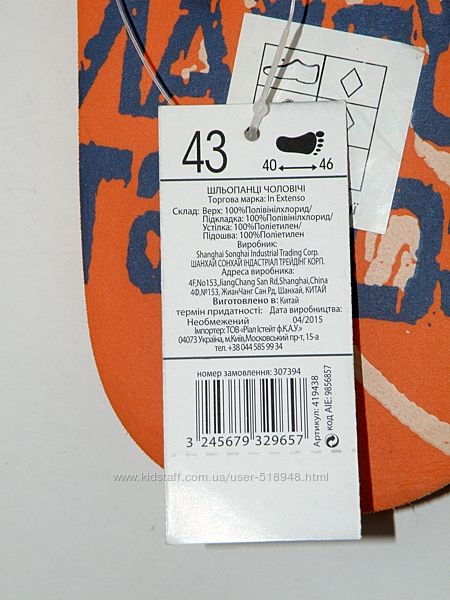 43
40 46
ШЛЬОПАНЦІ ЧОЛОВІЧІ
Торгова марка: In Extenso
Склад: Верх: 100%Полівінілхлорид/
Підкладка: 100%Полівінілхлорид/
Устілка: 100%Поліетилен/
Підошва: 100%Поліетилен
Виробник:
Shanghai Songhai Industrial Trading Corp.
ШАНХАЙ СОНХАЙ ІНДАСТРІАЛ ТРЕЙДІНГ КОРП.
Адреса виробника:
4F,No153,JiangChang San Rd,Shanghai,China
4Ф,№153, ЖианЧанг Сан Рд, Шанхай, КИТАЙ
Виготовлено в: Китай
термін придатності: Дата виробництва:
Необмежений 04/2015
Імпортер: ТОВ «Ріал Істейт Ф.К.А.У.»
04073 Україна, м.Київ,Московський пр-т, 15-а
тел.+38 044 585 99 34
номер замовлення: 307394
3 245679 329657
Артикул: 419438
код АІЕ: 9856857
www.kidstaff.com.ua/user-518948.html